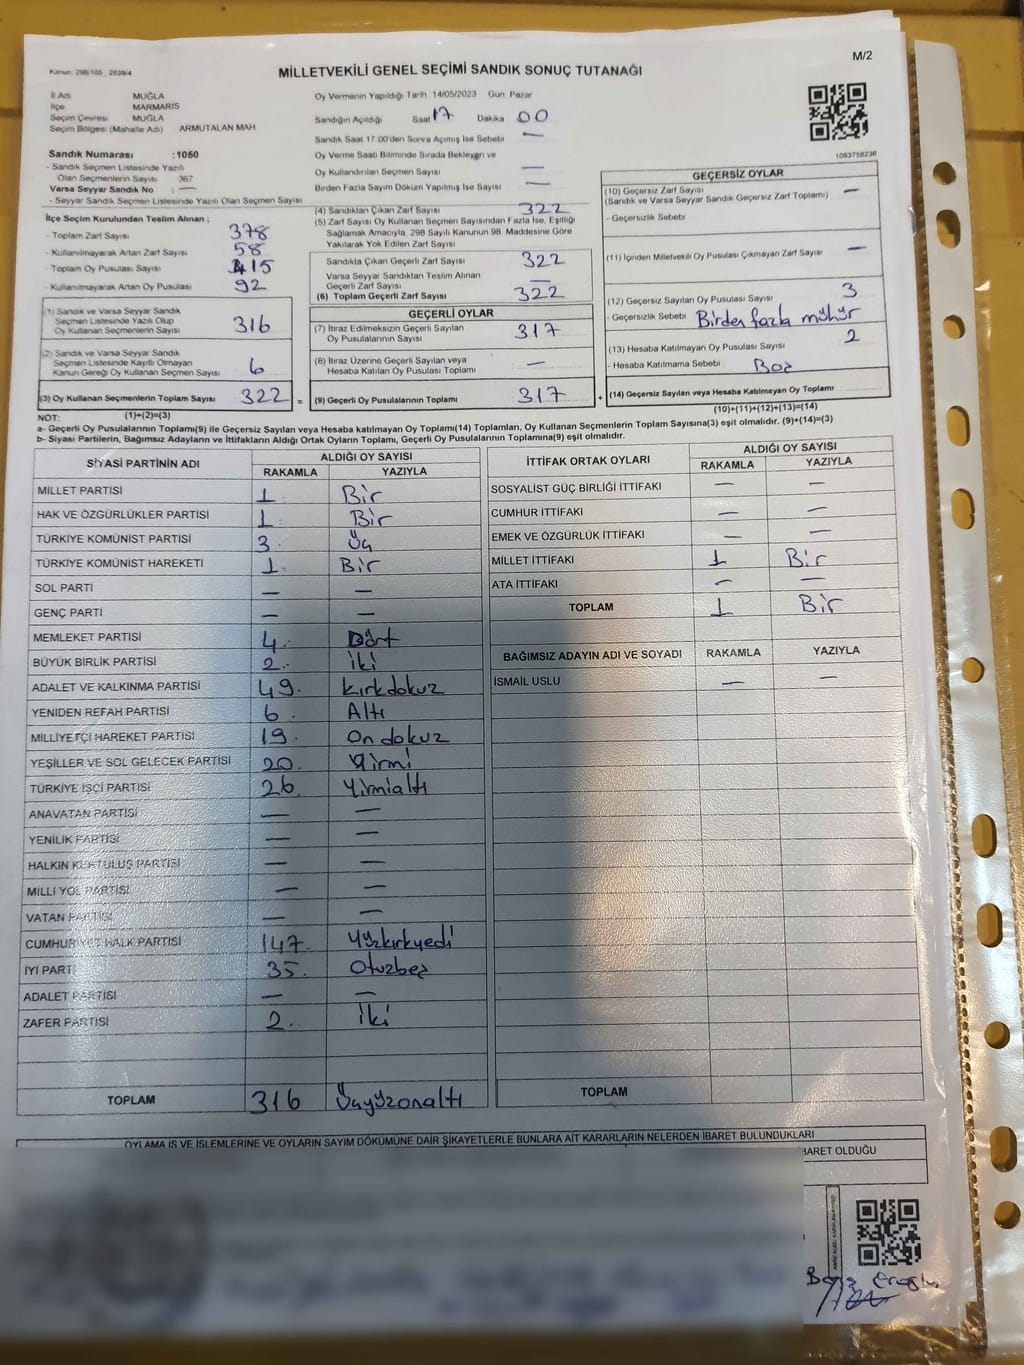 M/2
Kanun: 298/105 , 2839/4
MİLLETVEKİLİ GENEL SEÇİMİ SANDIK SONUÇ TUTANAĞI
İl Adı MUĞLA
İlçe MARMARİS
Seçim Çevresi MUĞLA
Seçim Bölgesi (Mahalle Adı) ARMUTALAN MAH
Oy Vermenin Yapıldığı Tarih 14/05/2023 Gün Pazar
Sandığın Açıldığı Saat 17 Dakika 00
Sandık Saat 17.00'den Sonra Açımış İse Sebebi —
Oy Verme Saati Bitiminde Sırada Bekleyen ve
Oy Kullandırılan Seçmen Sayısı —
Birden Fazla Sayım Döküm Yapılmış İse Sayısı —
1083758236
Sandık Numarası :1050
- Sandık Seçmen Listesinde Yazılı
Olan Seçmenlerin Sayısı 367
Varsa Seyyar Sandık No : —
- Seyyar Sandık Seçmen Listesinde Yazılı Olan Seçmen Sayısı
İlçe Seçim Kurulundan Teslim Alınan ;
- Toplam Zarf Sayısı 378
- Kullanılmayarak Artan Zarf Sayısı 58
- Toplam Oy Pusulası Sayısı 415
- Kullanılmayarak Artan Oy Pusulası 92
(1) Sandık ve Varsa Seyyar Sandık
Seçmen Listesinde Yazılı Olup
Oy Kullanan Seçmenlerin Sayısı 316
(2) Sandık ve Varsa Seyyar Sandık
Seçmen Listesinde Kayıtlı Olmayan
Kanun Gereği Oy Kullanan Seçmen Sayısı 6
(3) Oy Kullanan Seçmenlerin Toplam Sayısı 322 =
(1)+(2)=(3)
(4) Sandıktan Çıkan Zarf Sayısı 322
(5) Zarf Sayısı Oy Kullanan Seçmen Sayısından Fazla İse, Eşitliği
Sağlamak Amacıyla, 298 Sayılı Kanunun 98. Maddesine Göre
Yakılarak Yok Edilen Zarf Sayısı
Sandıkta Çıkan Geçerli Zarf Sayısı 322
Varsa Seyyar Sandıktan Teslim Alınan
Geçerli Zarf Sayısı —
(6) Toplam Geçerli Zarf Sayısı 322
GEÇERLİ OYLAR
(7) İtiraz Edilmeksizin Geçerli Sayılan
Oy Pusulalarının Sayısı 317
(8) İtiraz Üzerine Geçerli Sayılan veya
Hesaba Katılan Oy Pusulası Toplamı —
(9) Geçerli Oy Pusulalarının Toplamı 317 +
GEÇERSİZ OYLAR
(10) Geçersiz Zarf Sayısı
(Sandık ve Varsa Seyyar Sandık Geçersiz Zarf Toplamı) —
- Geçersizlik Sebebi
(11) İçinden Milletvekili Oy Pusulası Çıkmayan Zarf Sayısı —
(12) Geçersiz Sayılan Oy Pusulası Sayısı 3
- Geçersizlik Sebebi Birden fazla mühür
(13) Hesaba Katılmayan Oy Pusulası Sayısı 2
- Hesaba Katılmama Sebebi : Boz
(14) Geçersiz Sayılan veya Hesaba Katılmayan Oy Toplamı
(10)+(11)+(12)+(13)=(14)
NOT:
a- Geçerli Oy Pusulalarının Toplamı(9) ile Geçersiz Sayılan veya Hesaba Katılmayan Oy Toplamı(14) Toplamları, Oy Kullanan Seçmenlerin Toplam Sayısına(3) eşit olmalıdır. (9)+(14)=(3)
b- Siyasi Partilerin, Bağımsız Adayların ve İttifakların Aldığı Ortak Oyların Toplamı, Geçerli Oy Pusulalarının Toplamına(9) eşit olmalıdır.
SİYASİ PARTİNİN ADI ALDIĞI OY SAYISI
RAKAMLA YAZIYLA
MİLLET PARTİSİ 1 Bir
HAK VE ÖZGÜRLÜKLER PARTİSİ 1 Bir
TÜRKİYE KOMÜNİST PARTİSİ 3 Üç
TÜRKİYE KOMÜNİST HAREKETİ 1 Bir
SOL PARTİ — —
GENÇ PARTİ — —
MEMLEKET PARTİSİ 4 Dört
BÜYÜK BİRLİK PARTİSİ 2 İki
ADALET VE KALKINMA PARTİSİ 49 kırkdokuz
YENİDEN REFAH PARTİSİ 6 Altı
MİLLİYETÇİ HAREKET PARTİSİ 19 On dokuz
YEŞİLLER VE SOL GELECEK PARTİSİ 20 Yirmi
TÜRKİYE İŞÇİ PARTİSİ 26 Yirmialtı
ANAVATAN PARTİSİ — —
YENİLİK PARTİSİ — —
HALKIN KURTULUŞ PARTİSİ — —
MİLLİ YOL PARTİSİ — —
VATAN PARTİSİ — —
CUMHURİYET HALK PARTİSİ 147 Yüzkırkyedi
İYİ PARTİ 35 Otuzbeş
ADALET PARTİSİ — —
ZAFER PARTİSİ 2 İki
TOPLAM 316 Üçyüzonaltı
İTTİFAK ORTAK OYLARI ALDIĞI OY SAYISI
RAKAMLA YAZIYLA
SOSYALİST GÜÇ BİRLİĞİ İTTİFAKI — —
CUMHUR İTTİFAKI — —
EMEK VE ÖZGÜRLÜK İTTİFAKI — —
MİLLET İTTİFAKI 1 Bir
ATA İTTİFAKI — —
TOPLAM 1 Bir
BAĞIMSIZ ADAYIN ADI VE SOYADI RAKAMLA YAZIYLA
İSMAİL USLU — —
TOPLAM
OYLAMA İŞ VE İŞLEMLERİNE VE OYLARIN SAYIM DÖKÜMÜNE DAİR ŞİKAYETLERLE BUNLARA AİT KARARLARIN NELERDEN İBARET BULUNDUKLARI
BARET OLDUĞU